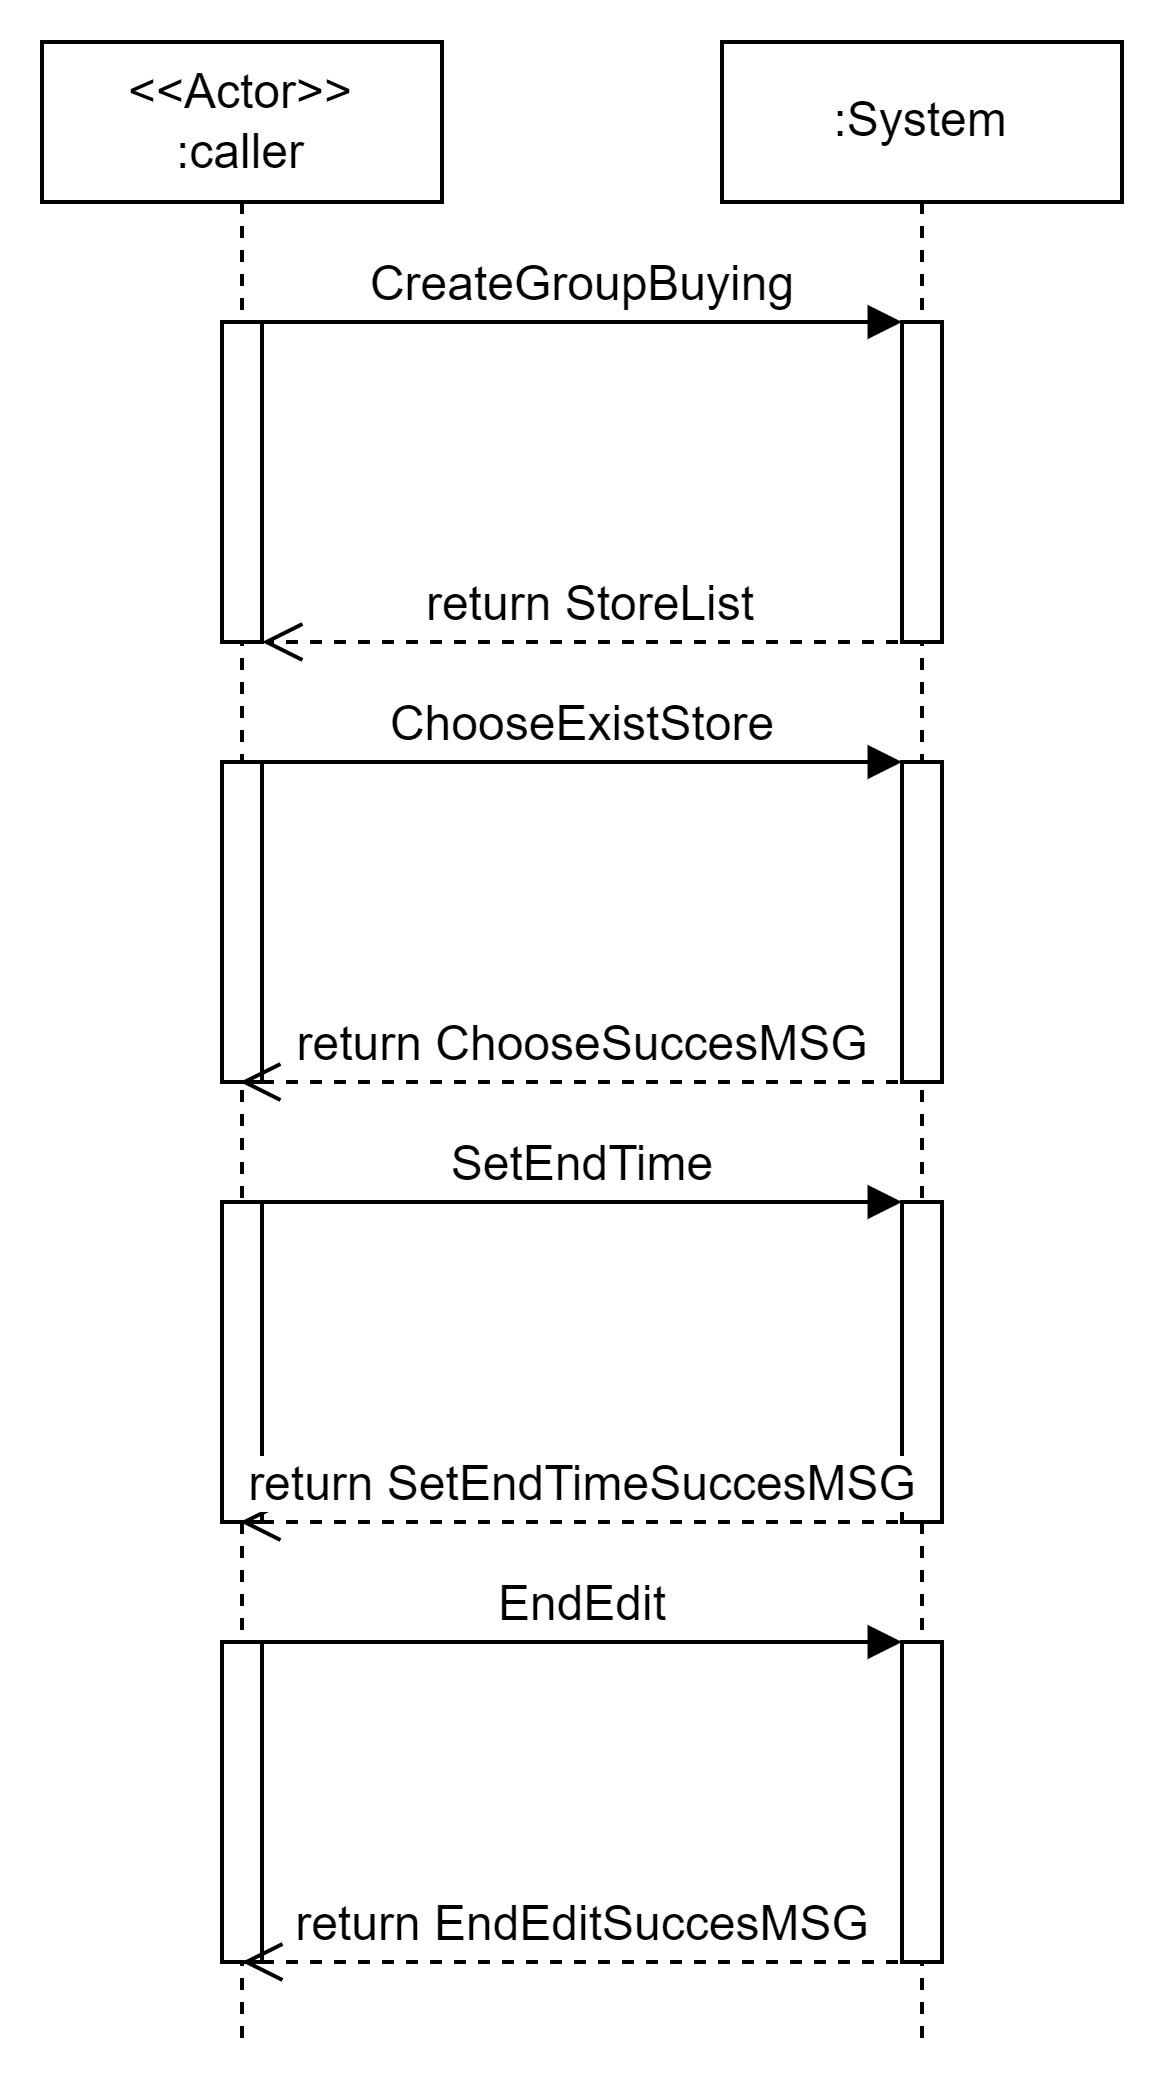 <<Actor>>
:caller
:System
CreateGroupBuying
return StoreList
ChooseExistStore
return ChooseSuccesMSG
SetEndTime
return SetEndTimeSuccesMSG
EndEdit
return EndEditSuccesMSG